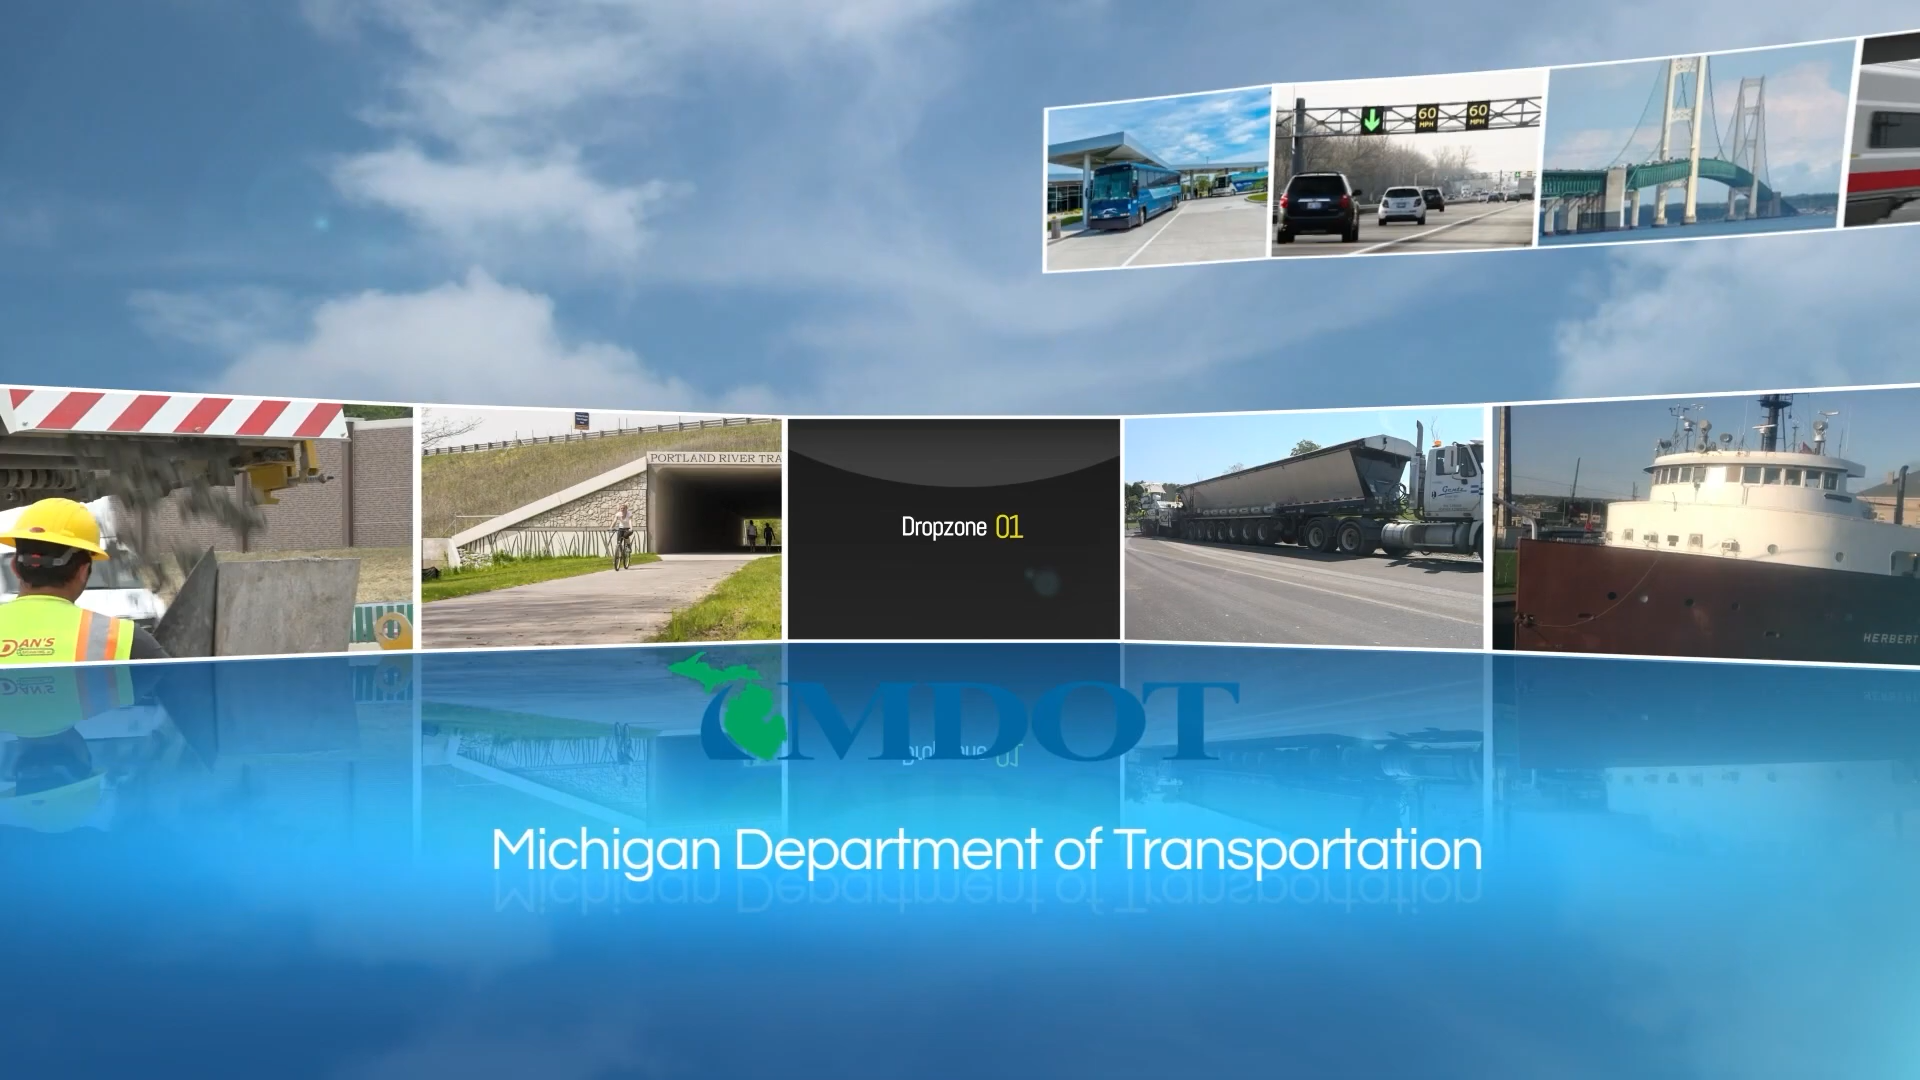 60 MPH 60 MPH
PORTLAND RIVER TRA
Dropzone 01
DAN'S
HERBERT
MDOT
Michigan Department of Transportation